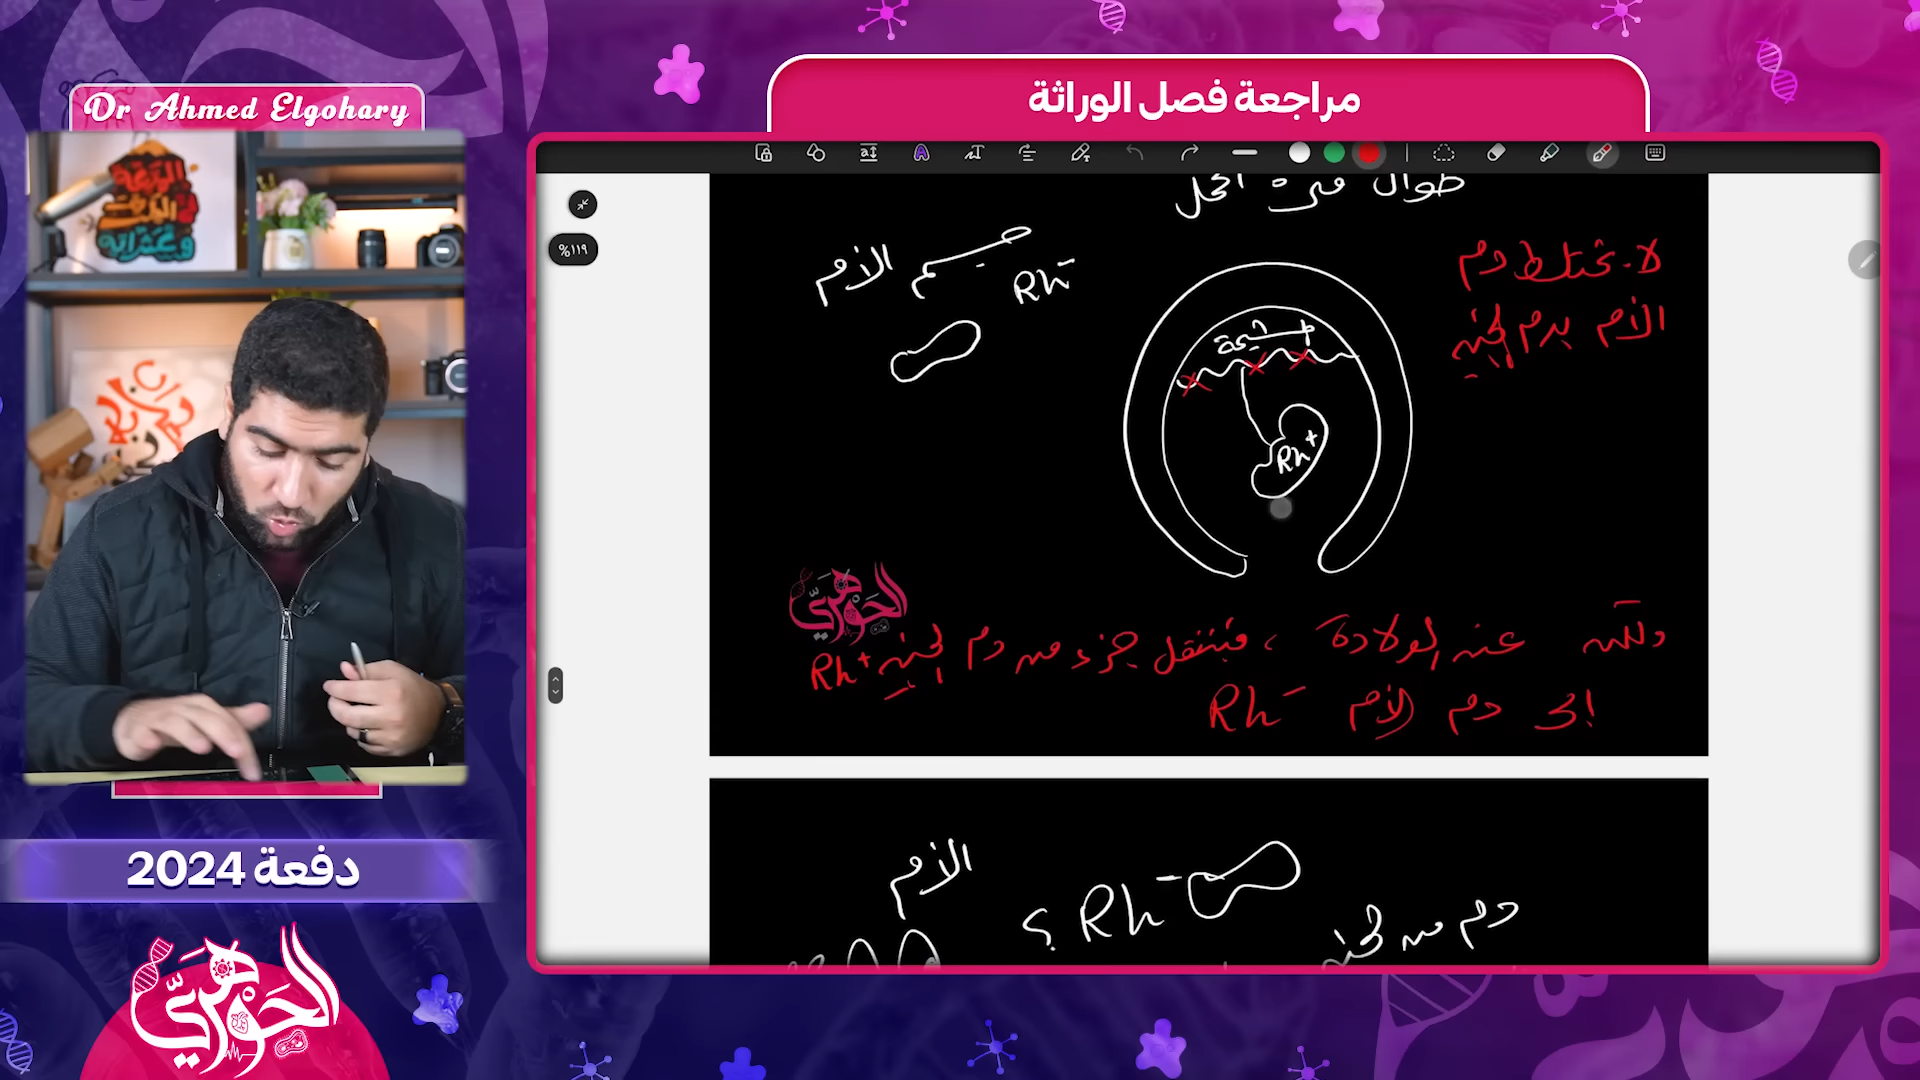 Dr Ahmed Elgohary
مراجعة فصل الوراثة
%١١٩
طوال فترة الحمل
جسم الأم
Rh-
لا يختلط دم
الأم بدم الجنين
مشيمة
Rh+
ولكن عند الولادة ، فينتقل جزء من دم الجنين Rh+
إلى دم الأم Rh-
الأم
Rh- ؟
دم من الجنين
دفعة 2024
الجوهري
الجوهري